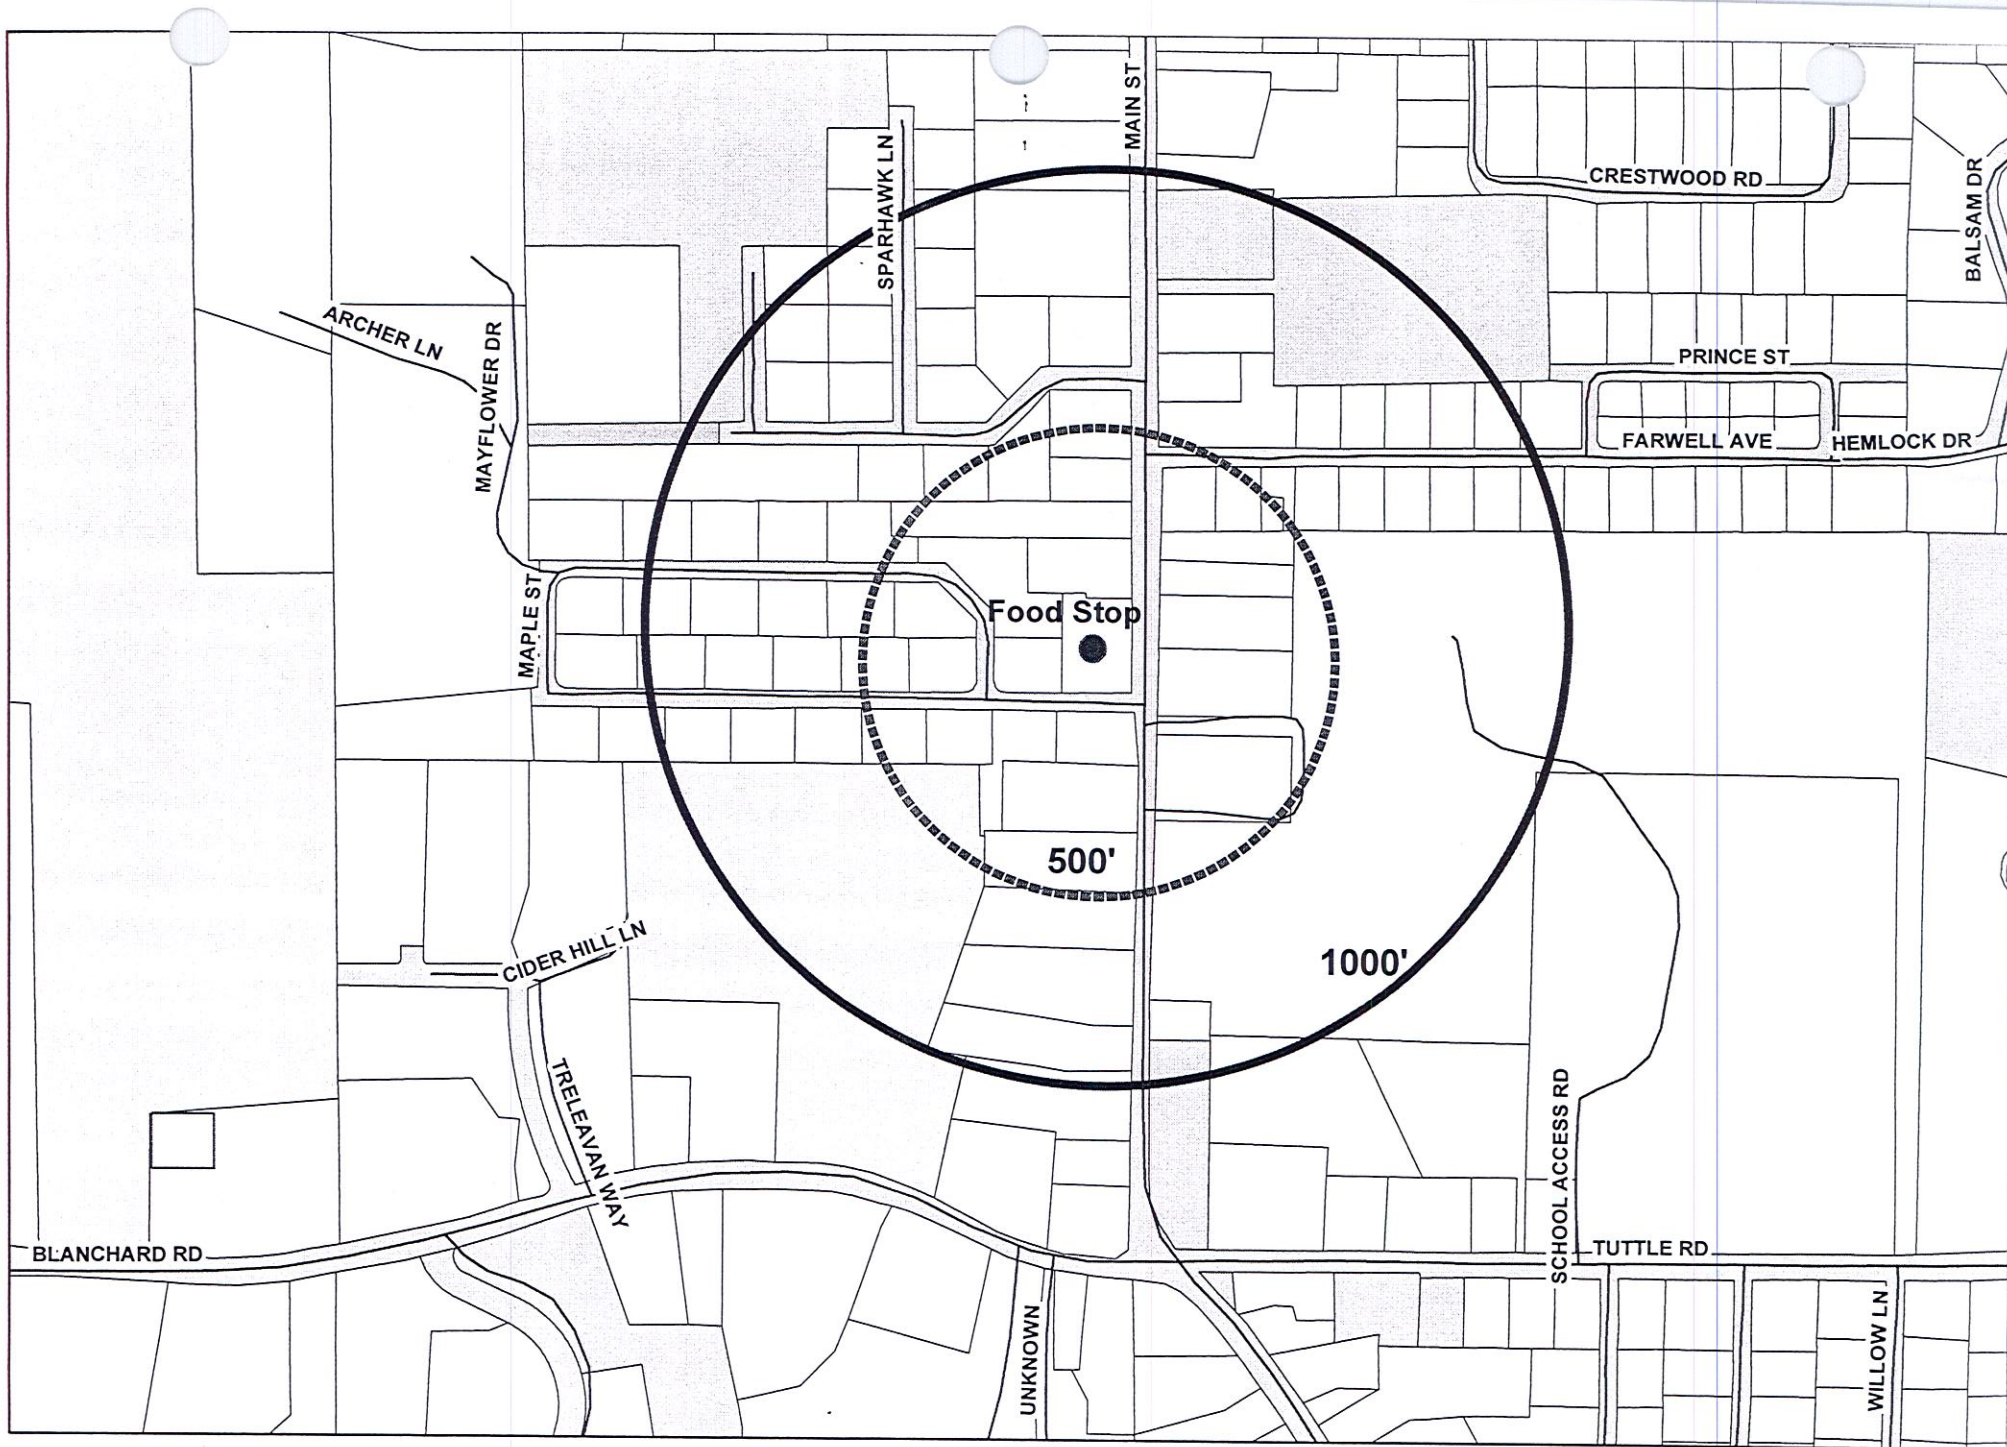 MAIN ST
SPARHAWK LN
CRESTWOOD RD
BALSAM DR
ARCHER LN
MAYFLOWER DR
PRINCE ST
FARWELL AVE
HEMLOCK DR
MAPLE ST
Food Stop
500'
1000'
CIDER HILL LN
TRELEAVAN WAY
SCHOOL ACCESS RD
BLANCHARD RD
TUTTLE RD
UNKNOWN
WILLOW LN